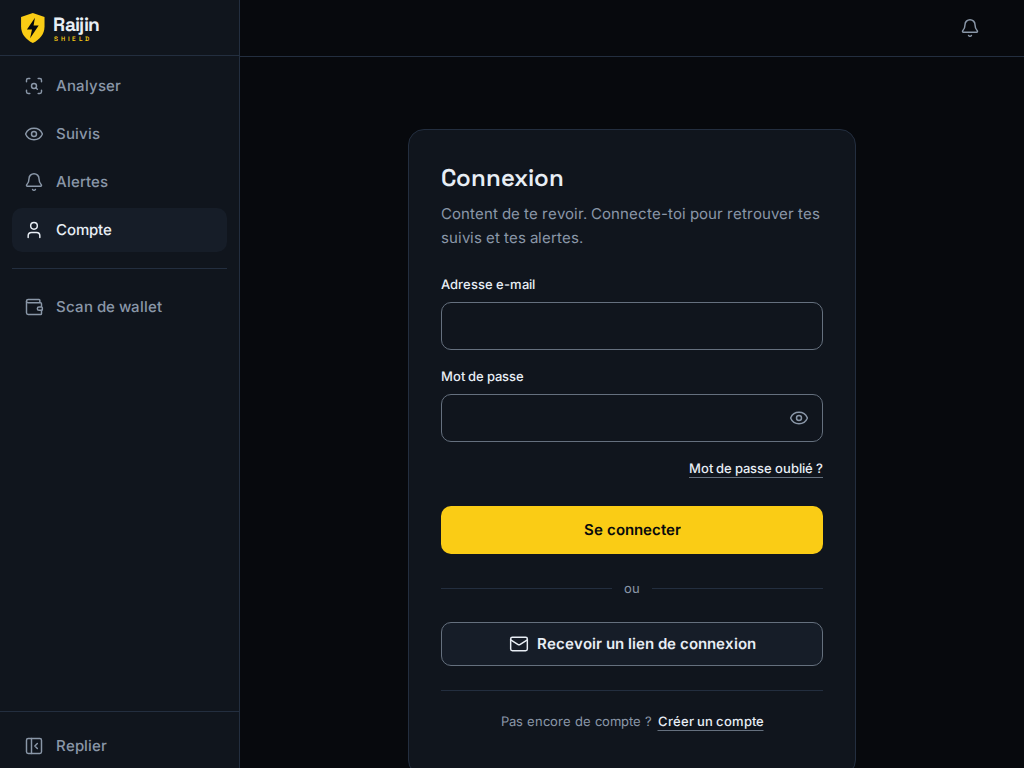 Raijin
SHIELD
Analyser
Suivis
Alertes
Compte
Scan de wallet
Replier
Connexion
Content de te revoir. Connecte-toi pour retrouver tes
suivis et tes alertes.
Adresse e-mail
Mot de passe
Mot de passe oublié ?
Se connecter
ou
Recevoir un lien de connexion
Pas encore de compte ? Créer un compte